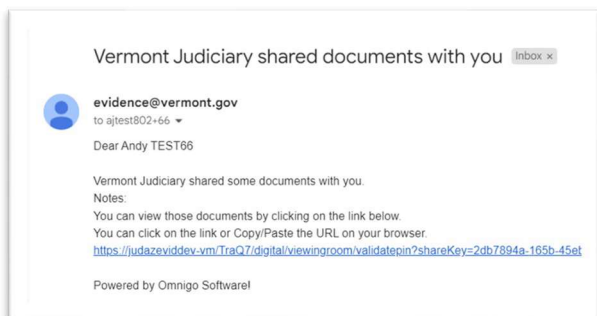 Vermont Judiciary shared documents with you Inbox ×
evidence@vermont.gov
to ajtest802+66
Dear Andy TEST66
Vermont Judiciary shared some documents with you.
Notes:
You can view those documents by clicking on the link below.
You can click on the link or Copy/Paste the URL on your browser.
https://judazeviddev-vm/TraQ7/digital/viewingroom/validatepin?shareKey=2db7894a-165b-45et
Powered by Omnigo Software!